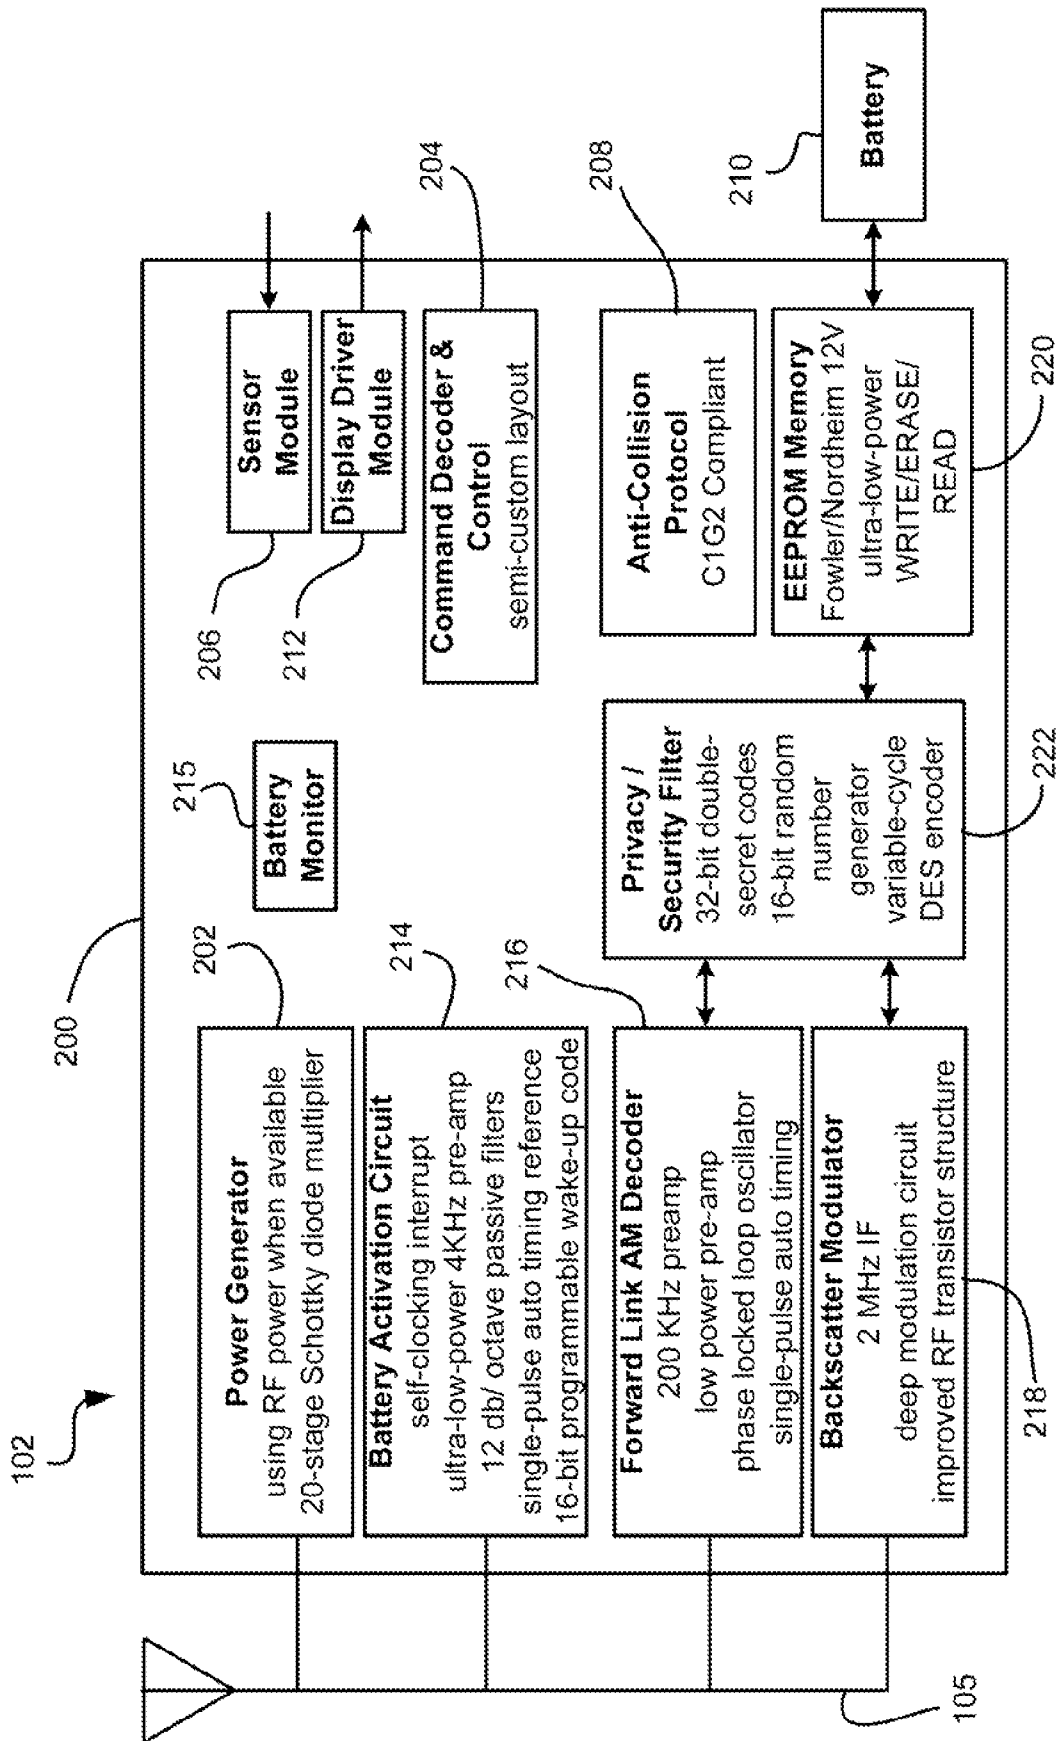 102
200
Power Generator
using RF power when available
20-stage Schottky diode multiplier
202
Battery Activation Circuit
self-clocking interrupt
ultra-low-power 4KHz pre-amp
12 db/ octave passive filters
single-pulse auto timing reference
16-bit programmable wake-up code
214
Forward Link AM Decoder
200 KHz preamp
low power pre-amp
phase locked loop oscillator
single-pulse auto timing
216
Backscatter Modulator
2 MHz IF
deep modulation circuit
improved RF transistor structure
218
105
215
Battery
Monitor
Privacy /
Security Filter
32-bit double-
secret codes
16-bit random
number
generator
variable-cycle
DES encoder
222
206
Sensor
Module
212
Display Driver
Module
Command Decoder &
Control
semi-custom layout
204
Anti-Collision
Protocol
C1G2 Compliant
208
EEPROM Memory
Fowler/Nordheim 12V
ultra-low-power
WRITE/ERASE/
READ
220
210
Battery